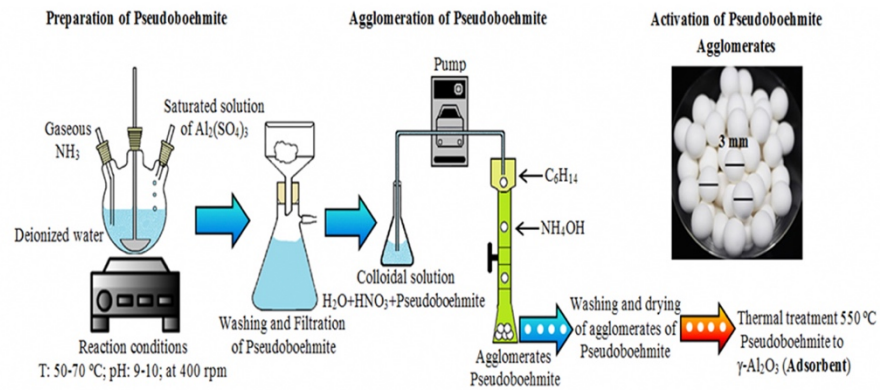 Preparation of Pseudoboehmite
Agglomeration of Pseudoboehmite
Activation of Pseudoboehmite
Agglomerates
Gaseous
NH₃
Saturated solution
of Al₂(SO₄)₃
Deionized water
Reaction conditions
T: 50-70 ºC; pH: 9-10; at 400 rpm
Washing and Filtration
of Pseudoboehmite
Pump
C₆H₁₄
NH₄OH
Colloidal solution
H₂O+HNO₃+Pseudoboehmite
Agglomerates
Pseudoboehmite
Washing and drying
of agglomerates of
Pseudoboehmite
3 mm
Thermal treatment 550 ºC
Pseudoboehmite to
γ-Al₂O₃ (Adsorbent)